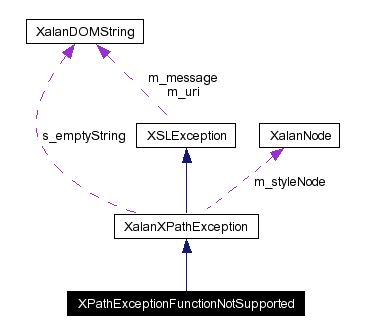 XalanDOMString
m_message
m_uri
s_emptyString
XSLException
XalanNode
m_styleNode
XalanXPathException
XPathExceptionFunctionNotSupported